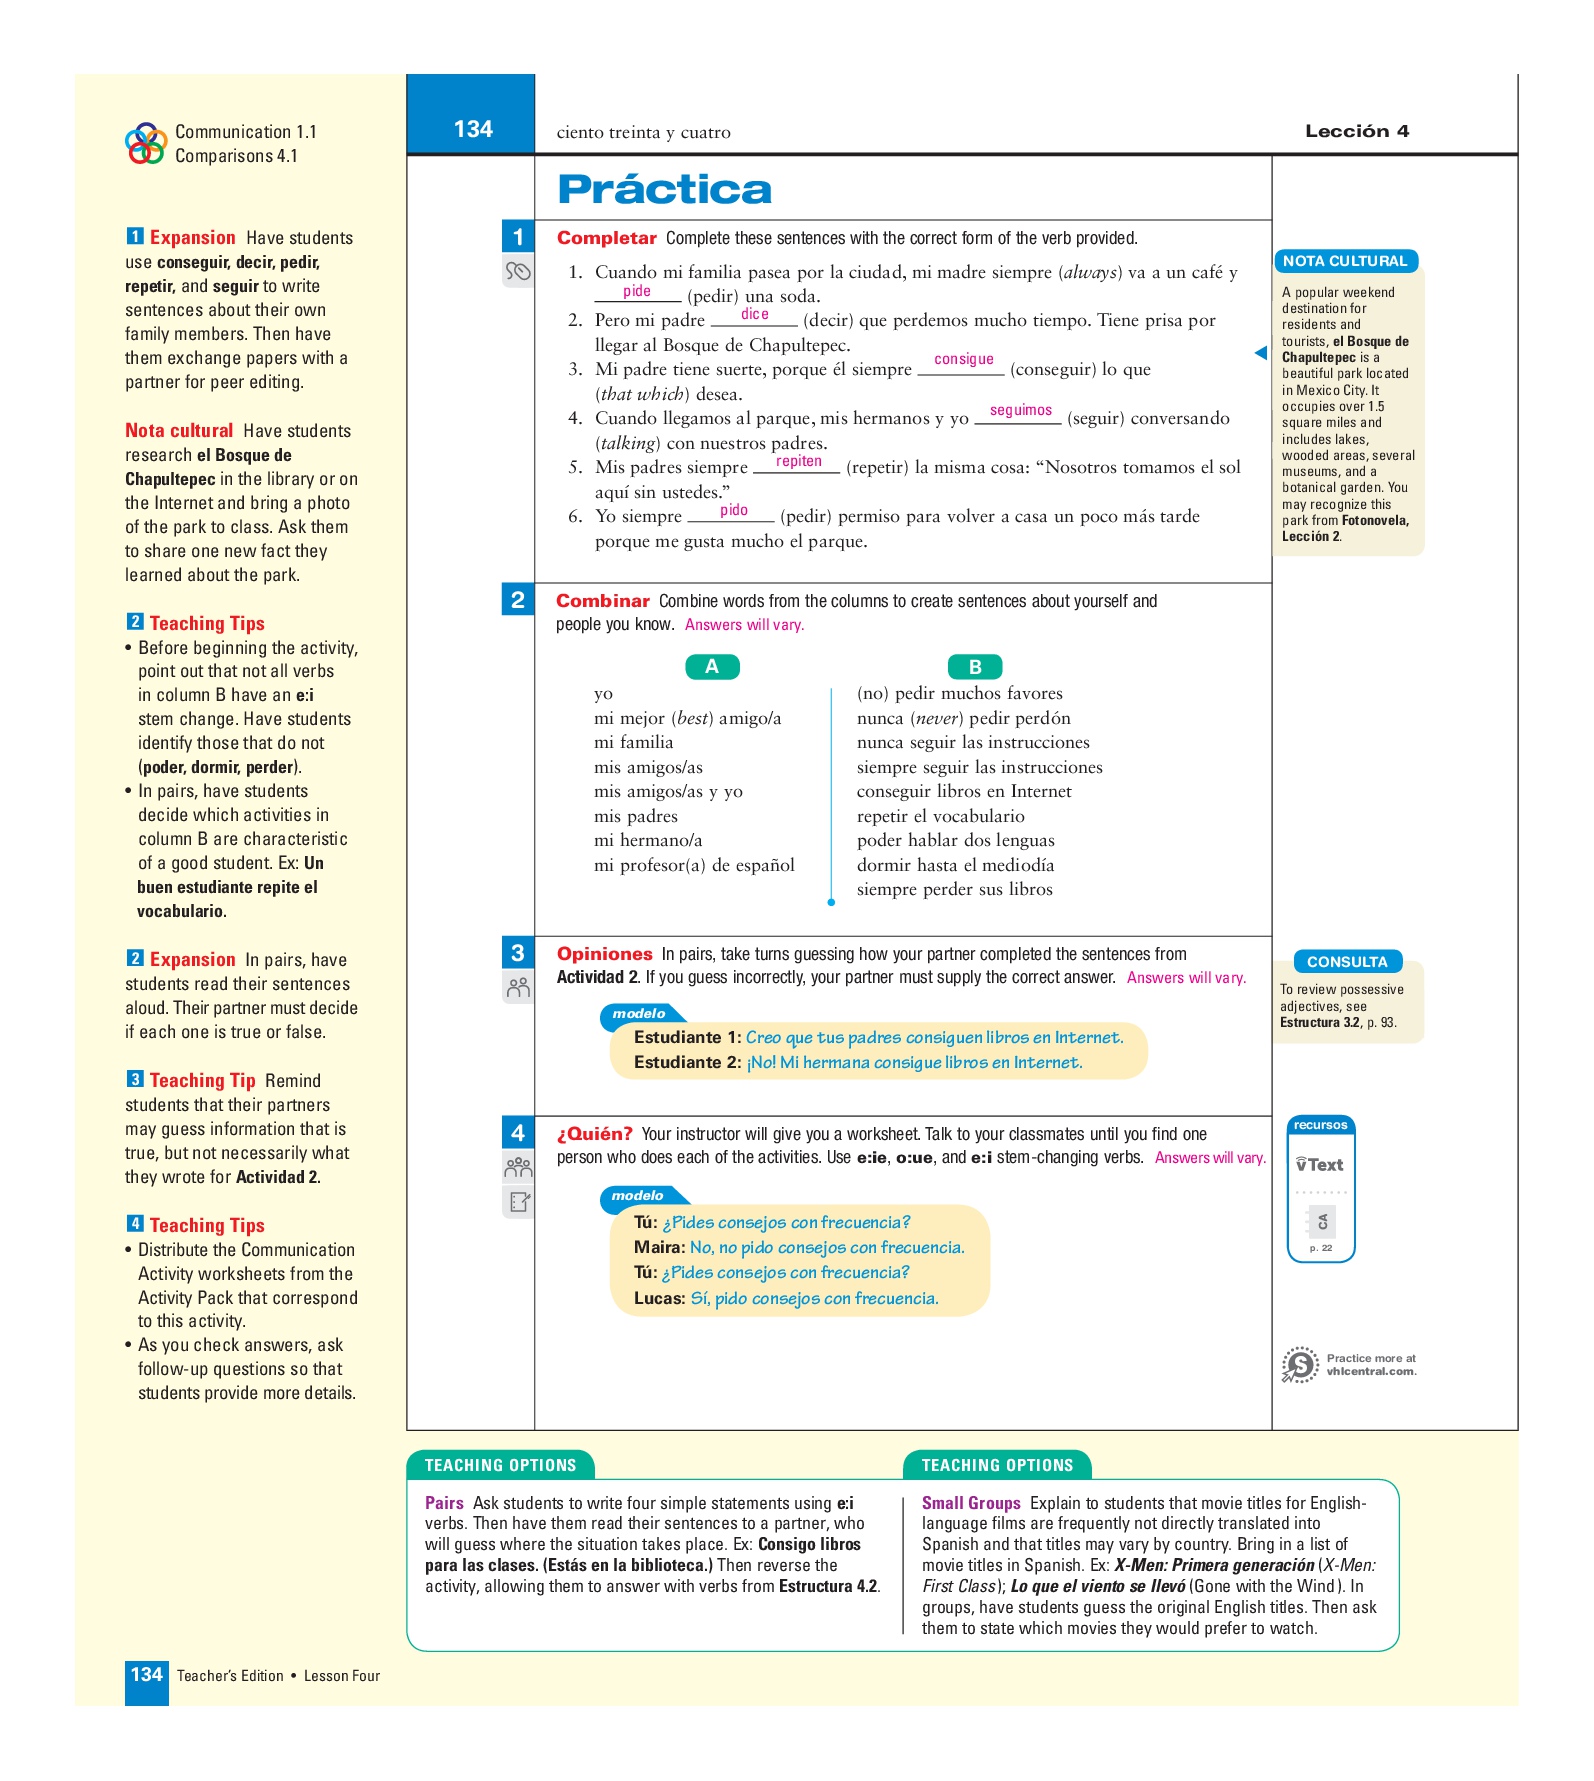 Communication 1.1
Comparisons 4.1
1 Expansion Have students
use conseguir, decir, pedir,
repetir, and seguir to write
sentences about their own
family members. Then have
them exchange papers with a
partner for peer editing.
Nota cultural Have students
research el Bosque de
Chapultepec in the library or on
the Internet and bring a photo
of the park to class. Ask them
to share one new fact they
learned about the park.
2 Teaching Tips
• Before beginning the activity,
point out that not all verbs
in column B have an e:i
stem change. Have students
identify those that do not
(poder, dormir, perder).
• In pairs, have students
decide which activities in
column B are characteristic
of a good student. Ex: Un
buen estudiante repite el
vocabulario.
2 Expansion In pairs, have
students read their sentences
aloud. Their partner must decide
if each one is true or false.
3 Teaching Tip Remind
students that their partners
may guess information that is
true, but not necessarily what
they wrote for Actividad 2.
4 Teaching Tips
• Distribute the Communication
Activity worksheets from the
Activity Pack that correspond
to this activity.
• As you check answers, ask
follow-up questions so that
students provide more details.
134 ciento treinta y cuatro Lección 4
Práctica
1 Completar Complete these sentences with the correct form of the verb provided.
1. Cuando mi familia pasea por la ciudad, mi madre siempre (always) va a un café y
pide (pedir) una soda.
2. Pero mi padre dice (decir) que perdemos mucho tiempo. Tiene prisa por
llegar al Bosque de Chapultepec.
3. Mi padre tiene suerte, porque él siempre consigue (conseguir) lo que
(that which) desea.
4. Cuando llegamos al parque, mis hermanos y yo seguimos (seguir) conversando
(talking) con nuestros padres.
5. Mis padres siempre repiten (repetir) la misma cosa: “Nosotros tomamos el sol
aquí sin ustedes.”
6. Yo siempre pido (pedir) permiso para volver a casa un poco más tarde
porque me gusta mucho el parque.
NOTA CULTURAL
A popular weekend
destination for
residents and
tourists, el Bosque de
Chapultepec is a
beautiful park located
in Mexico City. It
occupies over 1.5
square miles and
includes lakes,
wooded areas, several
museums, and a
botanical garden. You
may recognize this
park from Fotonovela,
Lección 2.
2 Combinar Combine words from the columns to create sentences about yourself and
people you know. Answers will vary.
A
yo
mi mejor (best) amigo/a
mi familia
mis amigos/as
mis amigos/as y yo
mis padres
mi hermano/a
mi profesor(a) de español
B
(no) pedir muchos favores
nunca (never) pedir perdón
nunca seguir las instrucciones
siempre seguir las instrucciones
conseguir libros en Internet
repetir el vocabulario
poder hablar dos lenguas
dormir hasta el mediodía
siempre perder sus libros
3 Opiniones In pairs, take turns guessing how your partner completed the sentences from
Actividad 2. If you guess incorrectly, your partner must supply the correct answer. Answers will vary.
modelo
Estudiante 1: Creo que tus padres consiguen libros en Internet.
Estudiante 2: ¡No! Mi hermana consigue libros en Internet.
CONSULTA
To review possessive
adjectives, see
Estructura 3.2, p. 93.
4 ¿Quién? Your instructor will give you a worksheet. Talk to your classmates until you find one
person who does each of the activities. Use e:ie, o:ue, and e:i stem-changing verbs. Answers will vary.
modelo
Tú: ¿Pides consejos con frecuencia?
Maira: No, no pido consejos con frecuencia.
Tú: ¿Pides consejos con frecuencia?
Lucas: Sí, pido consejos con frecuencia.
recursos
vText
CA
p. 22
S
Practice more at
vhlcentral.com.
TEACHING OPTIONS
Pairs Ask students to write four simple statements using e:i
verbs. Then have them read their sentences to a partner, who
will guess where the situation takes place. Ex: Consigo libros
para las clases. (Estás en la biblioteca.) Then reverse the
activity, allowing them to answer with verbs from Estructura 4.2.
TEACHING OPTIONS
Small Groups Explain to students that movie titles for English-
language films are frequently not directly translated into
Spanish and that titles may vary by country. Bring in a list of
movie titles in Spanish. Ex: X-Men: Primera generación (X-Men:
First Class); Lo que el viento se llevó (Gone with the Wind). In
groups, have students guess the original English titles. Then ask
them to state which movies they would prefer to watch.
134 Teacher’s Edition • Lesson Four